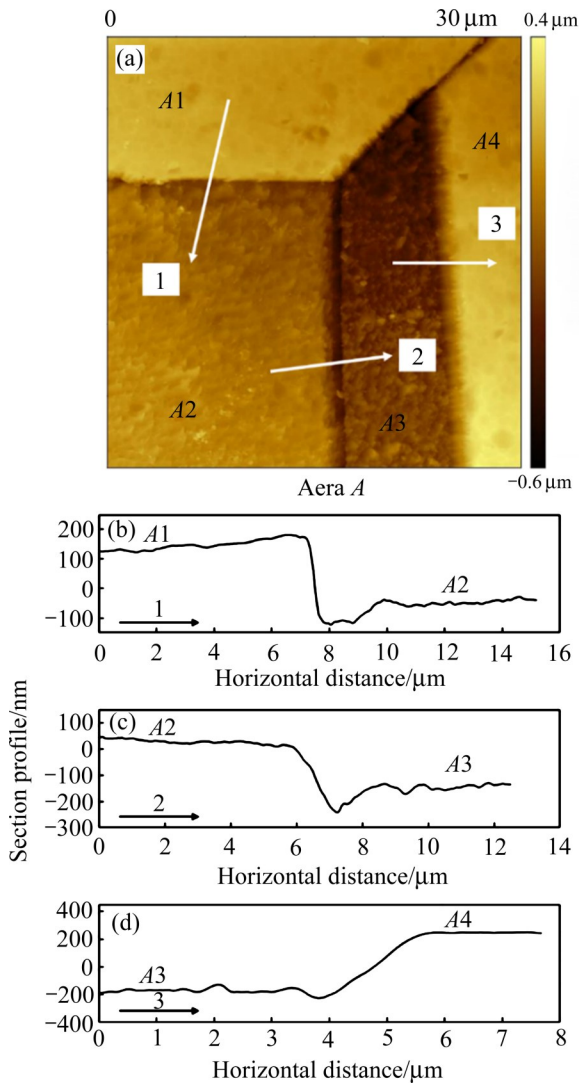 0 30 μm 0.4 μm
(a)
A1
A4
3
1
2
A2
A3
Aera A
−0.6 μm
(b)
A1
A2
1
200
100
0
−100
0 2 4 6 8 10 12 14 16
Horizontal distance/μm
Section profile/nm
(c)
A2
A3
2
100
0
−100
−200
−300
0 2 4 6 8 10 12 14
Horizontal distance/μm
(d)
A4
A3
3
400
200
0
−200
−400
0 1 2 3 4 5 6 7 8
Horizontal distance/μm